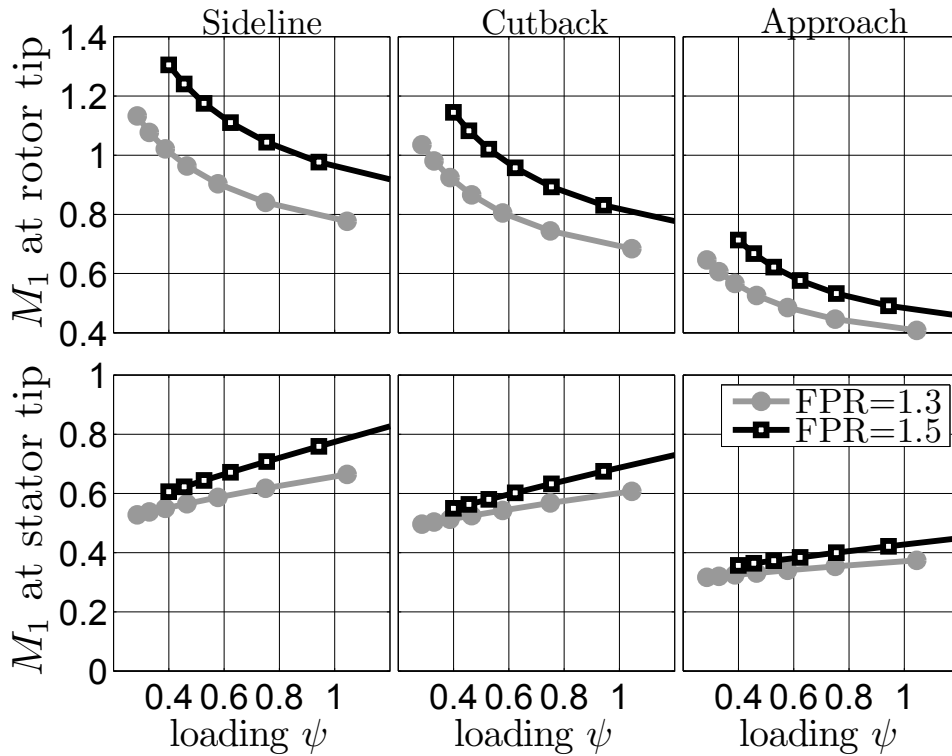 Sideline Cutback Approach
M₁ at rotor tip
1.4
1.2
1
0.8
0.6
0.4
M₁ at stator tip
1
0.8
0.6
0.4
0.2
0
FPR=1.3
FPR=1.5
0.4 0.6 0.8 1 0.4 0.6 0.8 1 0.4 0.6 0.8 1
loading ψ loading ψ loading ψ